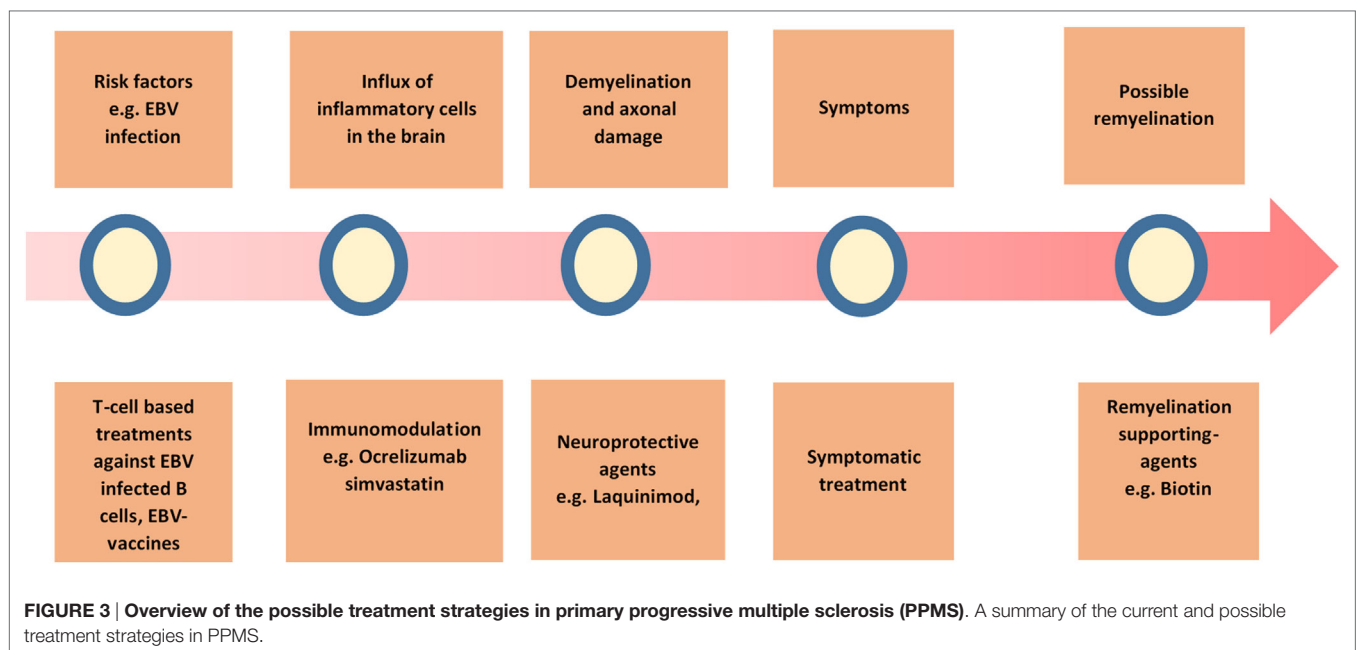 Risk factors
e.g. EBV
infection
Influx of
inflammatory cells
in the brain
Demyelination
and axonal
damage
Symptoms
Possible
remyelination
T-cell based
treatments
against EBV
infected B
cells, EBV-
vaccines
Immunomodulation
e.g. Ocrelizumab
simvastatin
Neuroprotective
agents
e.g. Laquinimod,
Symptomatic
treatment
Remyelination
supporting-
agents
e.g. Biotin
FIGURE 3 | Overview of the possible treatment strategies in primary progressive multiple sclerosis (PPMS). A summary of the current and possible
treatment strategies in PPMS.